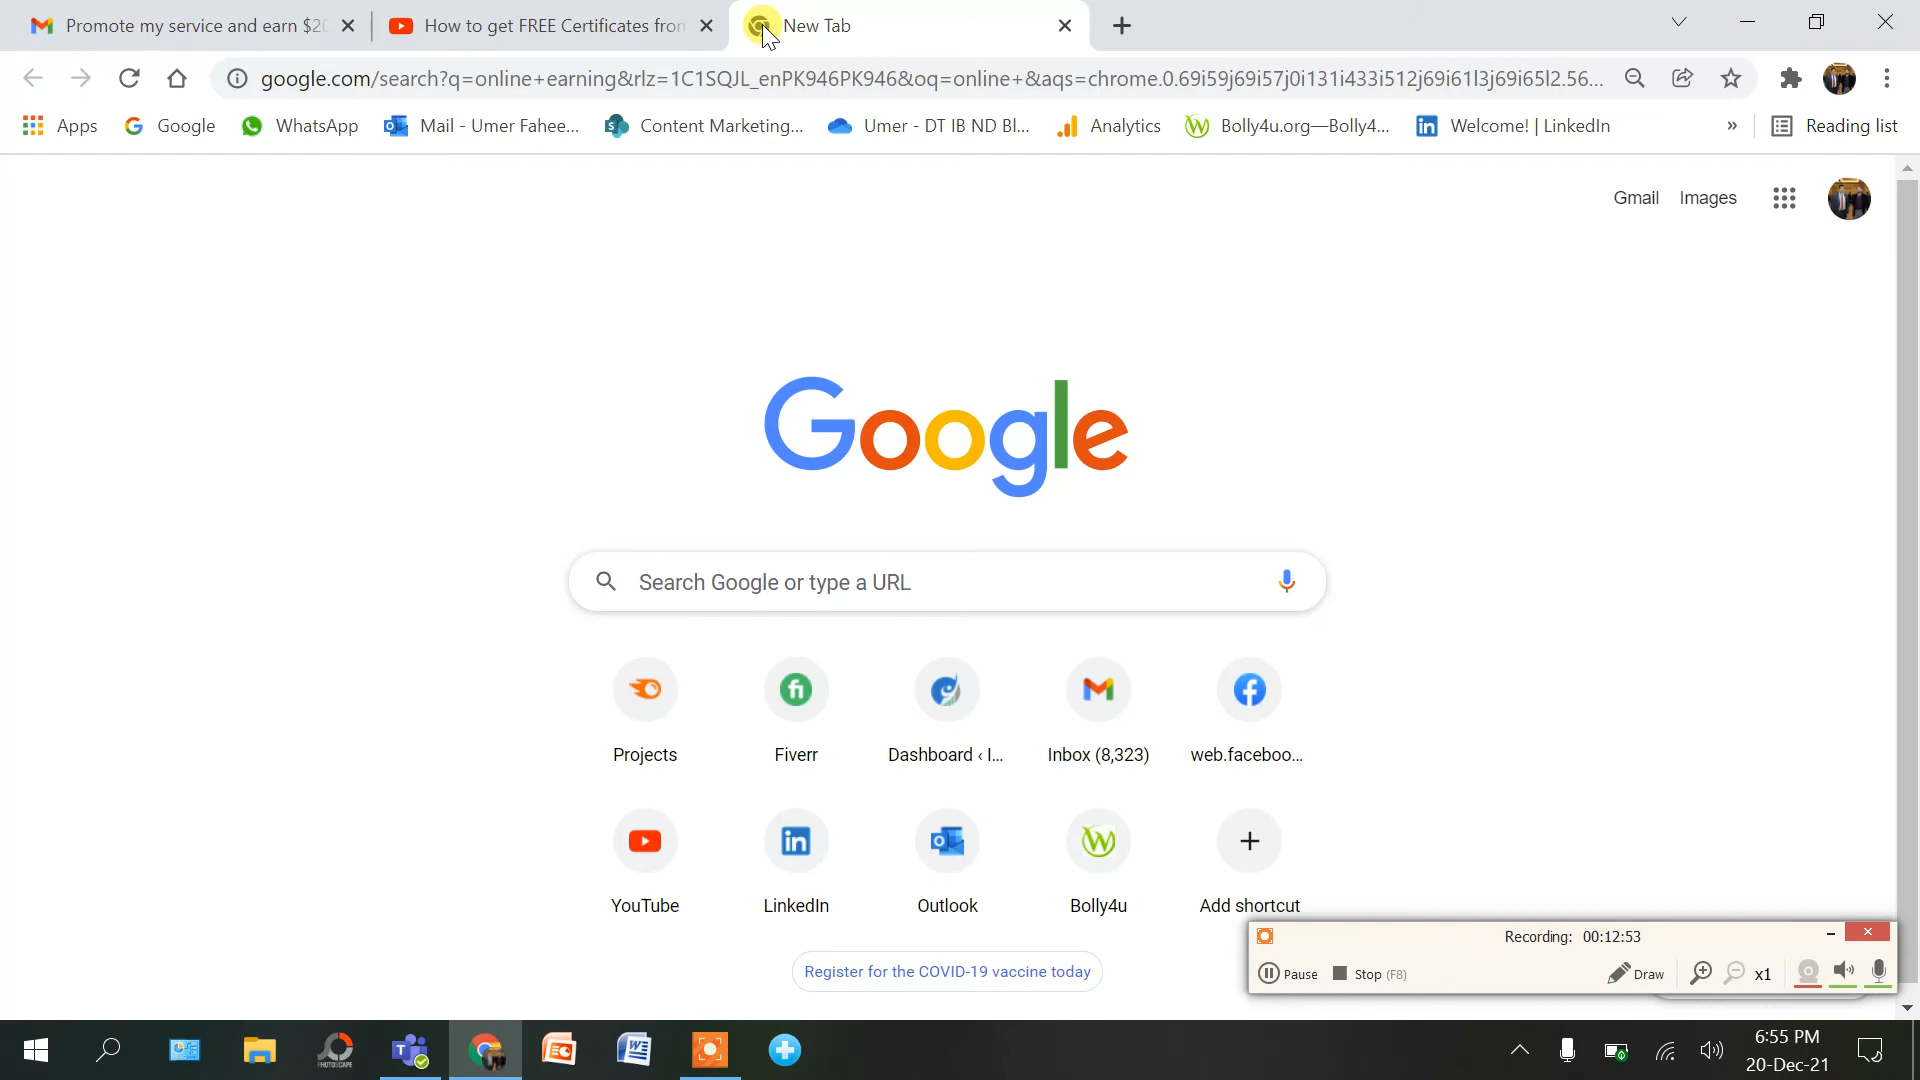 Promote my service and earn $20
How to get FREE Certificates from
New Tab
google.com/search?q=online+earning&rlz=1C1SQJL_enPK946PK946&oq=online+&aqs=chrome.0.69i59j69i57j0i131i433i512j69i61l3j69i65l2.56...
Apps
Google
WhatsApp
Mail - Umer Fahee...
Content Marketing...
Umer - DT IB ND Bl...
Analytics
Bolly4u.org—Bolly4...
Welcome! | LinkedIn
»
Reading list
Gmail
Images
Google
Search Google or type a URL
Projects
Fiverr
Dashboard ‹ I...
Inbox (8,323)
web.faceboo...
YouTube
LinkedIn
Outlook
Bolly4u
Add shortcut
Register for the COVID-19 vaccine today
Recording: 00:12:53
Pause
Stop (F8)
Draw
x1
PHOTOSCAPE
6:55 PM
20-Dec-21